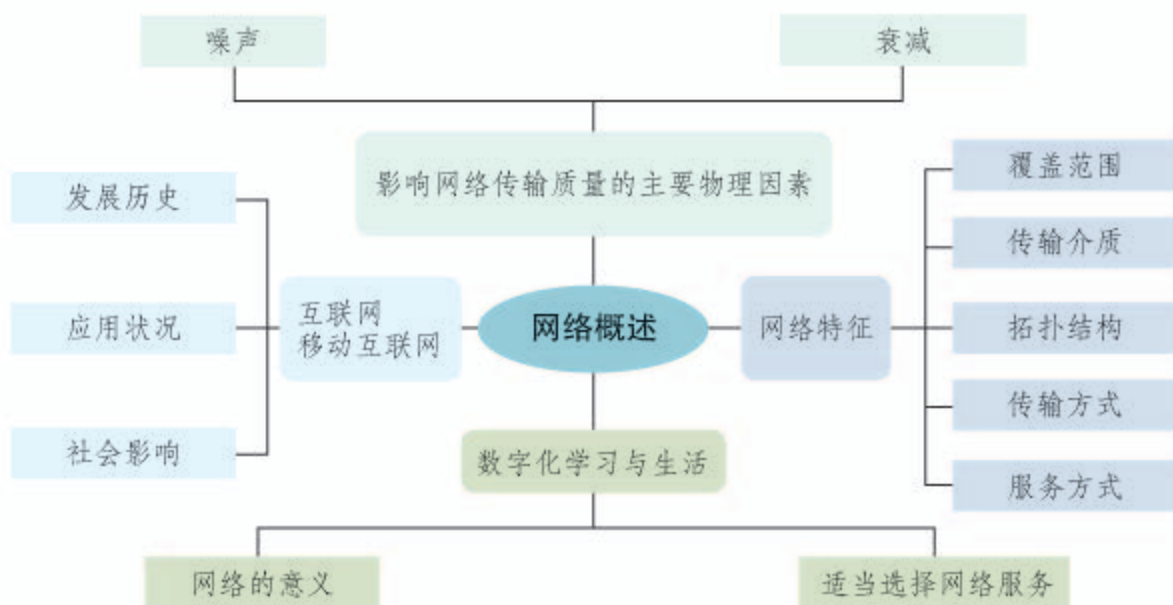 噪声
衰减
影响网络传输质量的主要物理因素
发展历史
应用状况
社会影响
互联网
移动互联网
网络概述
网络特征
覆盖范围
传输介质
拓扑结构
传输方式
服务方式
数字化学习与生活
网络的意义
适当选择网络服务